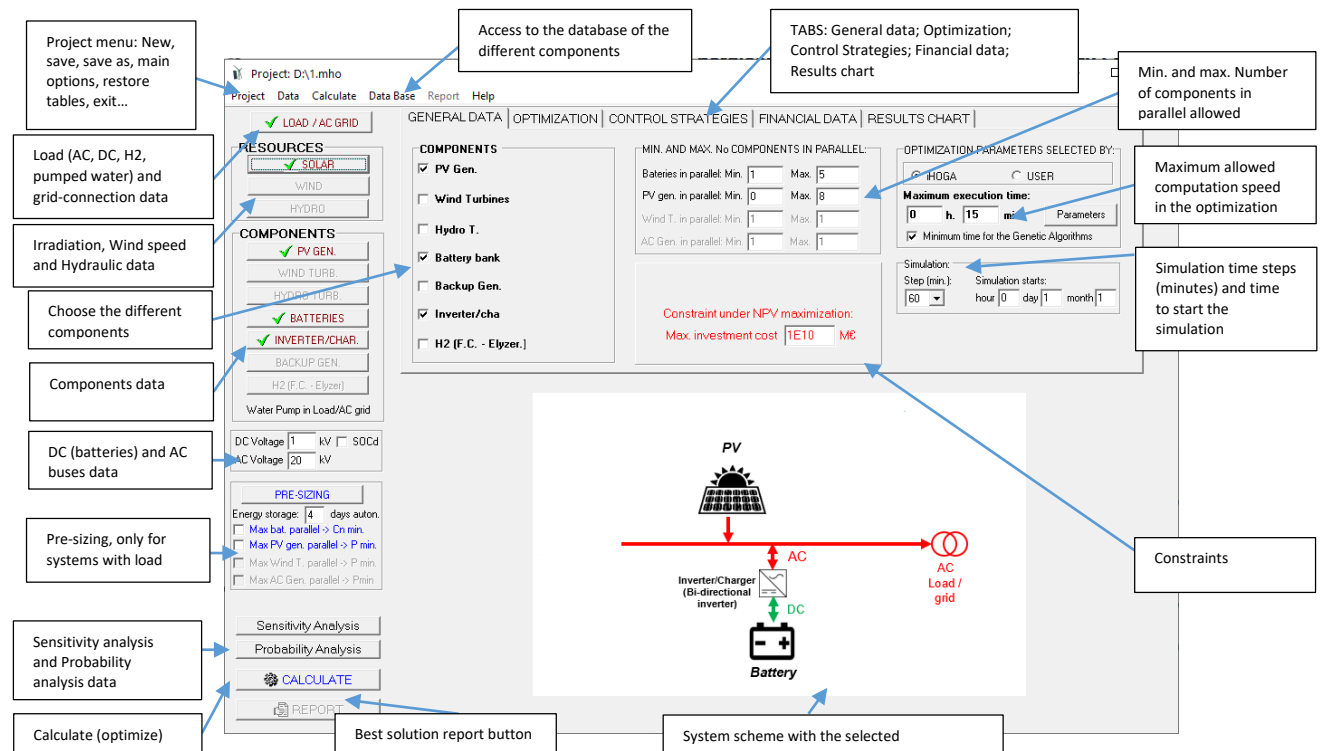 Project menu: New,
save, save as, main
options, restore
tables, exit…
Access to the database of the
different components
TABS: General data; Optimization;
Control Strategies; Financial data;
Results chart
Min. and max. Number
of components in
parallel allowed
Load (AC, DC, H2,
pumped water) and
grid-connection data
Irradiation, Wind speed
and Hydraulic data
Choose the different
components
Components data
DC (batteries) and AC
buses data
Pre-sizing, only for
systems with load
Sensitivity analysis
and Probability
analysis data
Calculate (optimize)
Maximum allowed
computation speed
in the optimization
Simulation time steps
(minutes) and time
to start the
simulation
Constraints
Best solution report button
System scheme with the selected
Project: D:\1.mho
Project Data Calculate Data Base Report Help
LOAD / AC GRID
RESOURCES
SOLAR
WIND
HYDRO
COMPONENTS
PV GEN.
WIND TURB.
HYDRO TURB.
BATTERIES
INVERTER/CHAR.
BACKUP GEN.
H2 (F.C. - Elyzer)
Water Pump in Load/AC grid
DC Voltage 1 kV SOCd
AC Voltage 20 kV
PRE-SIZING
Energy storage: 4 days auton.
Max bat. parallel -> Cn min.
Max PV gen. parallel -> P min.
Max Wind T. parallel -> P min.
Max AC Gen. parallel -> Pmin
Sensitivity Analysis
Probability Analysis
CALCULATE
REPORT
GENERAL DATA OPTIMIZATION CONTROL STRATEGIES FINANCIAL DATA RESULTS CHART
COMPONENTS
PV Gen.
Wind Turbines
Hydro T.
Battery bank
Backup Gen.
Inverter/cha
H2 (F.C. - Elyzer.)
MIN. AND MAX. No COMPONENTS IN PARALLEL:
Bateries in parallel: Min. 1 Max. 5
PV gen. in parallel: Min. 0 Max. 8
Wind T. in parallel: Min. 1 Max. 1
AC Gen. in parallel: Min. 1 Max. 1
Constraint under NPV maximization:
Max. investment cost 1E10 M€
OPTIMIZATION PARAMETERS SELECTED BY:
iHOGA USER
Maximum execution time:
0 h. 15 Parameters
Minimum time for the Genetic Algorithms
Simulation:
Step (min.): Simulation starts:
60 hour 0 day 1 month 1
PV
AC
AC
Load /
grid
Inverter/Charger
(Bi-directional
inverter)
DC
Battery